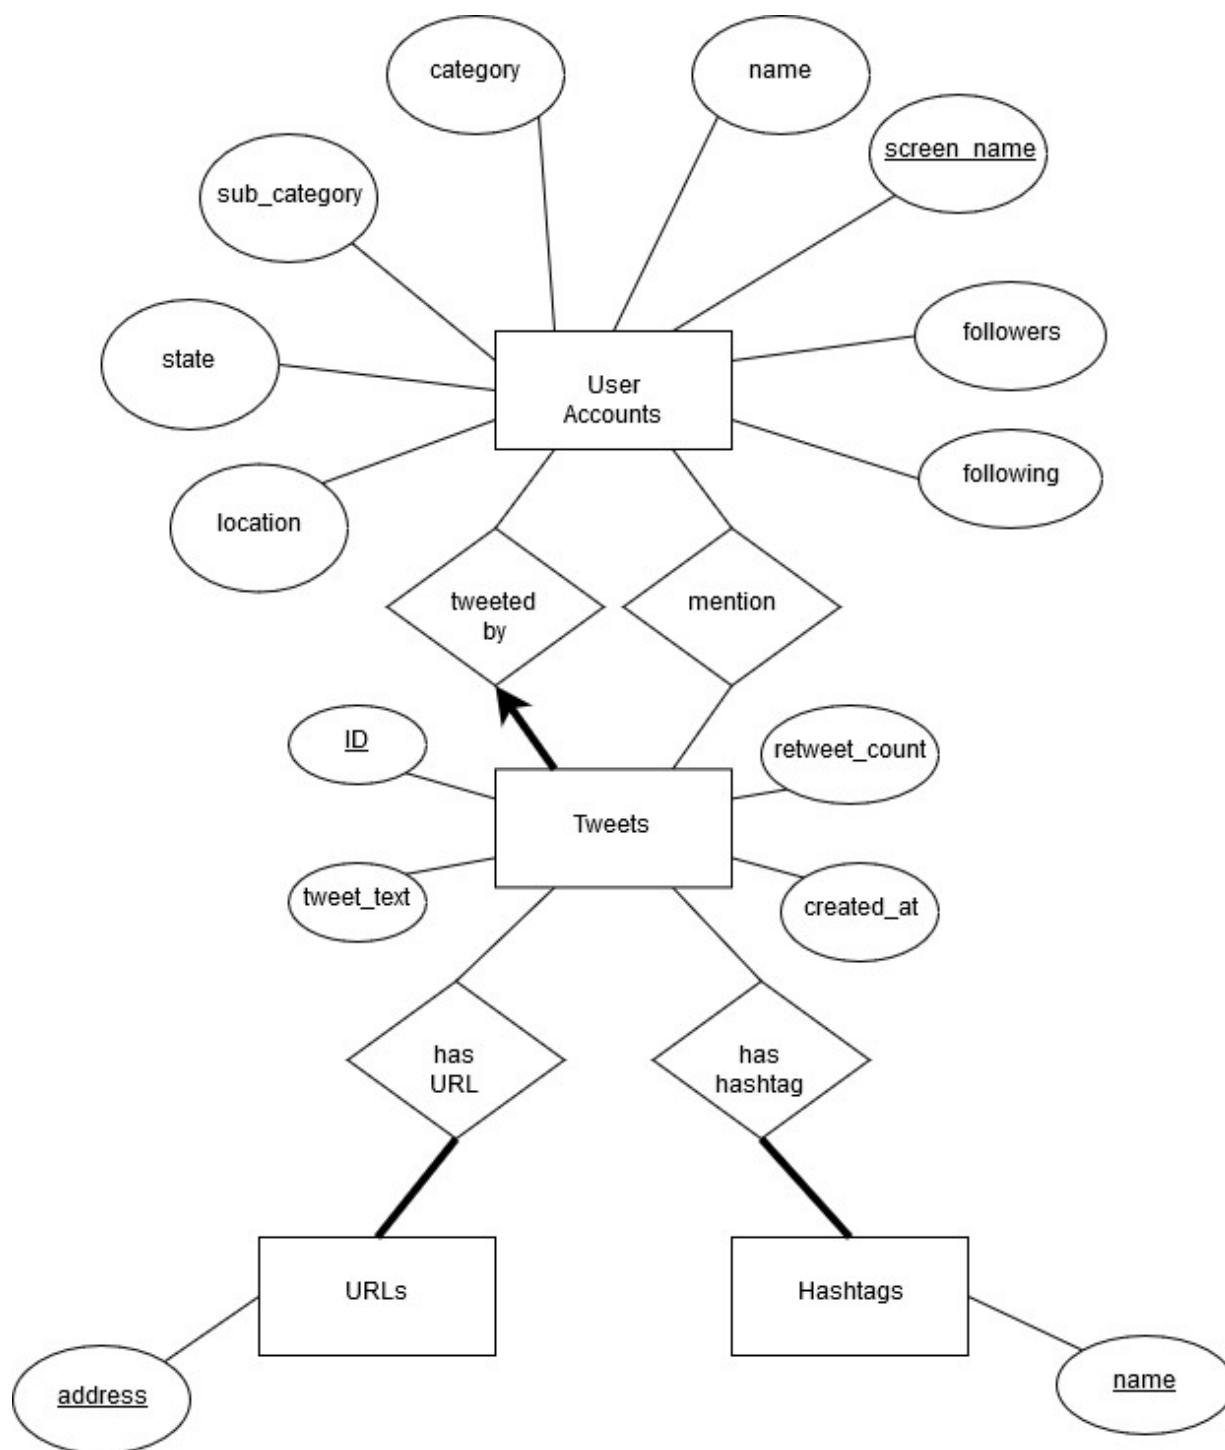 category
name
screen_name
sub_category
followers
state
User
Accounts
following
location
tweeted
by
mention
ID
retweet_count
Tweets
tweet_text
created_at
has
URL
has
hashtag
URLs
Hashtags
address
name